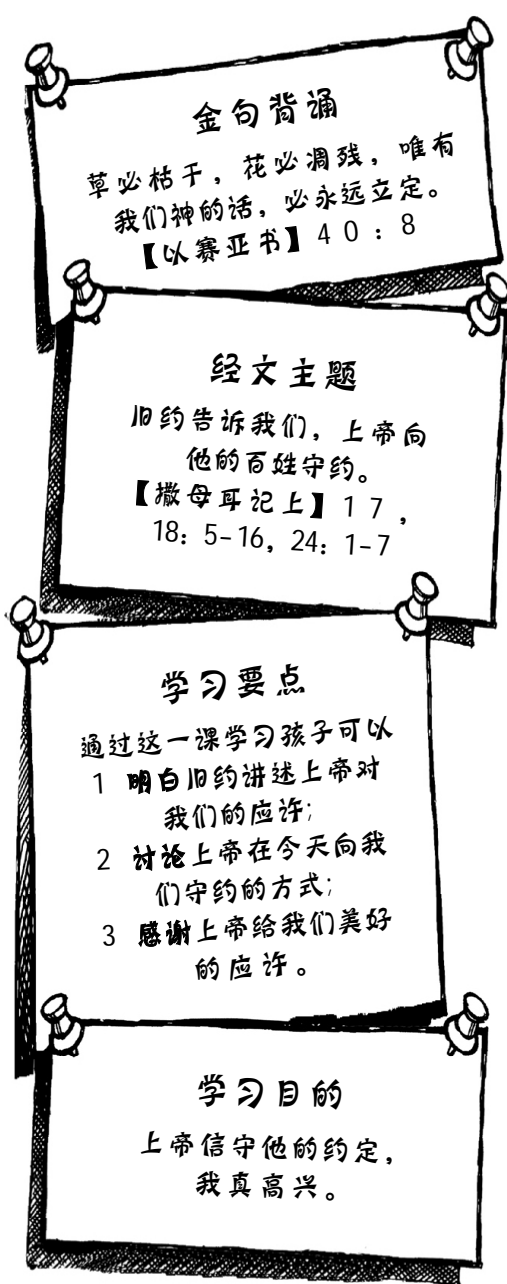 金句背诵
草必枯干，花必凋残，唯有
我们神的话，必永远立定。
【以赛亚书】40：8
经文主题
旧约告诉我们，上帝向
他的百姓守约。
【撒母耳记上】17，
18：5-16，24：1-7
学习要点
通过这一课学习孩子可以
1 明白旧约讲述上帝对
我们的应许；
2 讨论上帝在今天向我
们守约的方式；
3 感谢上帝给我们美好
的应许。
学习目的
上帝信守他的约定，
我真高兴。